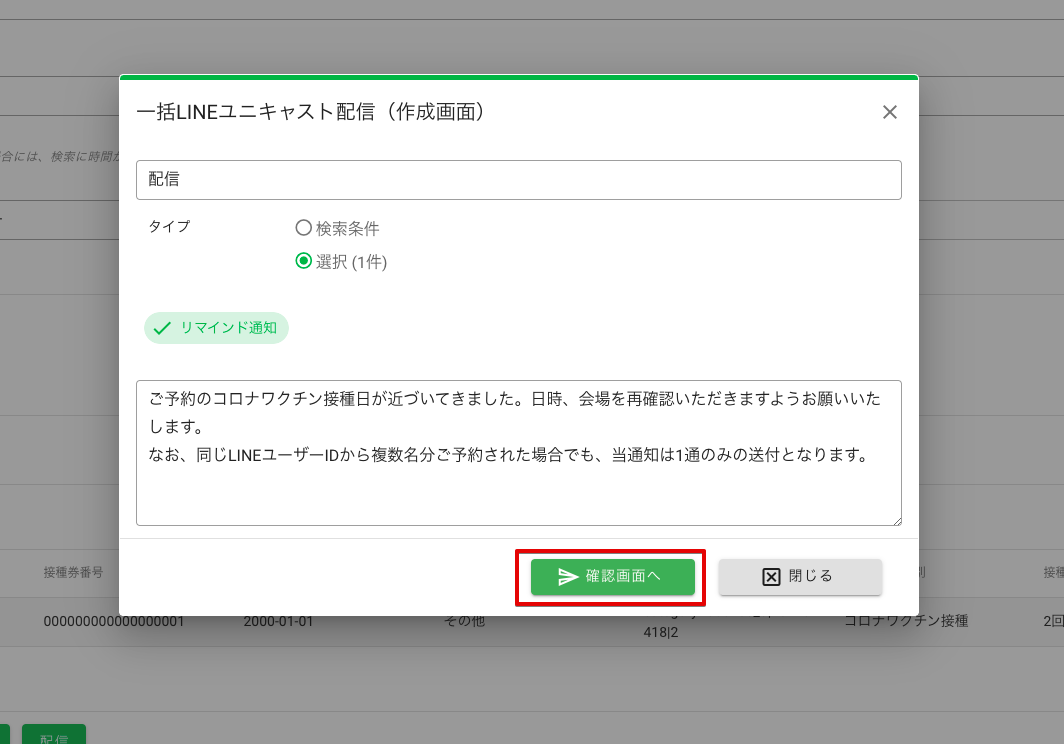 一括LINEユニキャスト配信（作成画面）
合には、検索に時間が
配信
タイプ
検索条件
選択 (1件)
リマインド通知
ご予約のコロナワクチン接種日が近づいてきました。日時、会場を再確認いただきますようお願いいた
します。
なお、同じLINEユーザーIDから複数名分ご予約された場合でも、当通知は1通のみの送付となります。
確認画面へ
閉じる
接種券番号
接種
000000000000000001
2000-01-01
その他
418|2
コロナワクチン接種
2回
配信